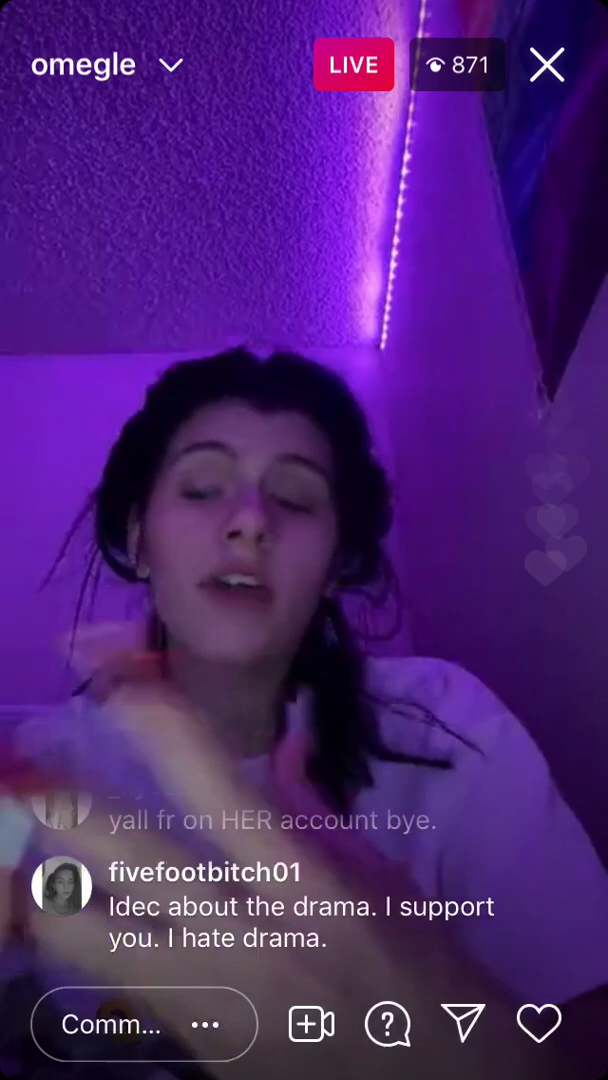 omegle
LIVE
871
yall fr on HER account bye.
fivefootbitch01
Idec about the drama. I support
you. I hate drama.
Comm...